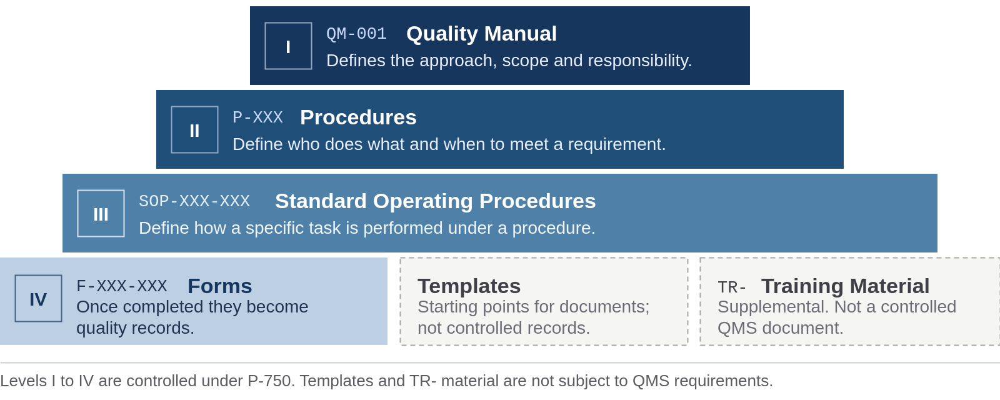 I
QM-001 Quality Manual
Defines the approach, scope and responsibility.
II
P-XXX Procedures
Define who does what and when to meet a requirement.
III
SOP-XXX-XXX Standard Operating Procedures
Define how a specific task is performed under a procedure.
IV
F-XXX-XXX Forms
Once completed they become
quality records.
Templates
Starting points for documents;
not controlled records.
TR- Training Material
Supplemental. Not a controlled
QMS document.
Levels I to IV are controlled under P-750. Templates and TR- material are not subject to QMS requirements.